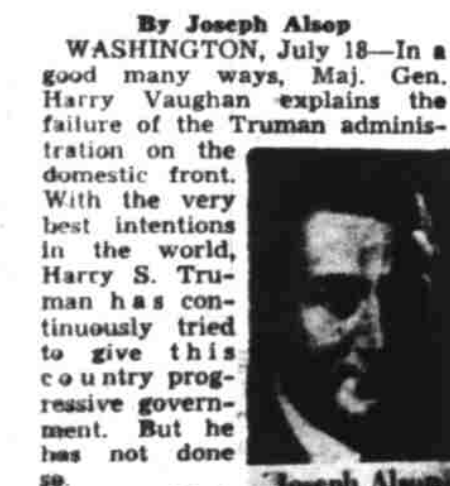 By Joseph Alsop
WASHINGTON, July 18—In a
good many ways, Maj. Gen.
Harry Vaughan explains the
failure of the Truman adminis-
tration on the
domestic front.
With the very
best intentions
in the world,
Harry S. Tru-
man has con-
tinuously tried
to give this
country prog-
ressive govern-
ment. But he
has not done
so.
Joseph Alsop